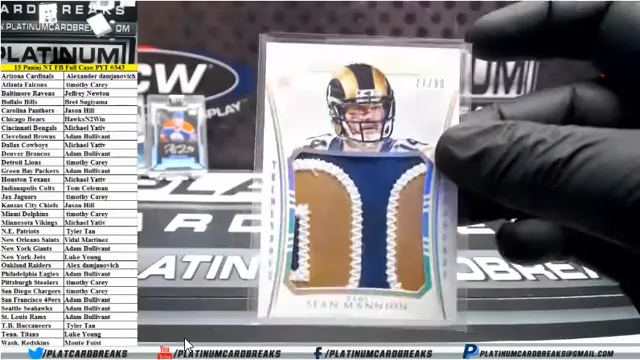 CARDBREAKS
WWW.PLATINUMCARDBREAKS.COM
PLATINUM
15 Panini NT FB Full Case PYT #343
Arizona Cardinals Alexander damjanovich
Atlanta Falcons timothy Carey
Baltimore Ravens Jeffrey Newton
Buffalo Bills Bret Sugiyama
Carolina Panthers Jason Hill
Chicago Bears HawksN2Win
Cincinnati Bengals Michael Yativ
Cleveland Browns Adam Bullivant
Dallas Cowboys Michael Yativ
Denver Broncos Adam Bullivant
Detroit Lions timothy Carey
Green Bay Packers Adam Bullivant
Houston Texans Michael Yativ
Indianapolis Colts Tom Coleman
Jax Jaguars timothy Carey
Kansas City Chiefs Jason Hill
Miami Dolphins timothy Carey
Minnesota Vikings Michael Yativ
N.E. Patriots Tyler Tan
New Orleans Saints Vidal Martinez
New York Giants Adam Bullivant
New York Jets Luke Young
Oakland Raiders Alex damjanovich
Philadelphia Eagles Adam Bullivant
Pittsburgh Steelers timothy Carey
San Diego Chargers timothy Carey
San Francisco 49ers Adam Bullivant
Seattle Seahawks Adam Bullivant
St. Louis Rams Adam Bullivant
T.B. Buccaneers Tyler Tan
Tenn. Titans Luke Young
Wash. Redskins Monte Foist
SEAN MANNION
/PLATCARDBREAKS
/PLATINUMCARDBREAKS
/PLATINUMCARDBREAKS
PLATINUMCARDBREAKS.COM